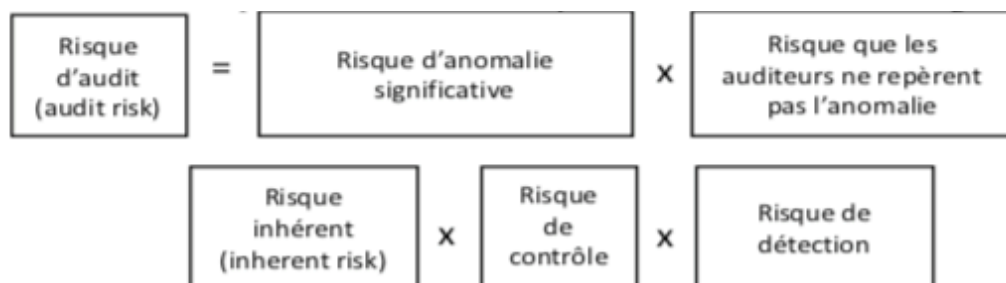 Risque
d'audit
(audit risk)
=
Risque d'anomalie
significative
x
Risque que les
auditeurs ne repèrent
pas l'anomalie
Risque
inhérent
(inherent risk)
x
Risque
de
contrôle
x
Risque de
détection